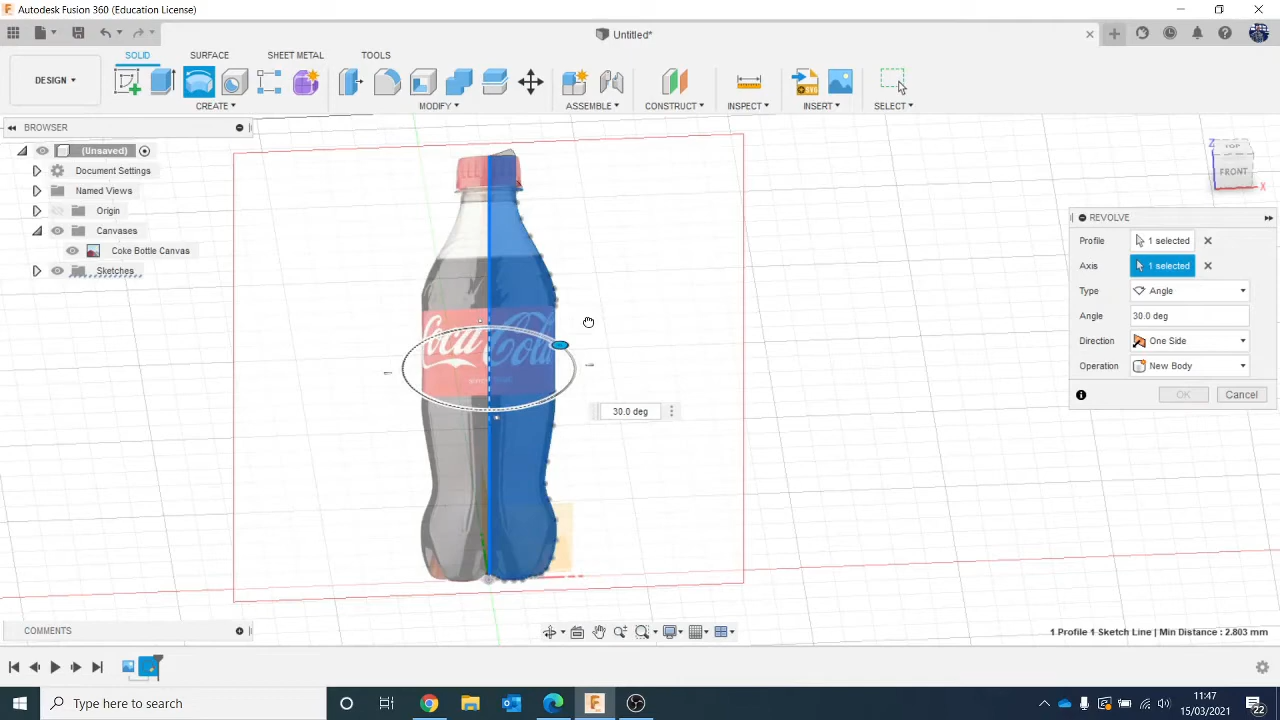 Autodesk Fusion 360 (Education License)
Untitled*
SOLID
SURFACE
SHEET METAL
TOOLS
DESIGN
CREATE
MODIFY
ASSEMBLE
CONSTRUCT
INSPECT
INSERT
SELECT
SVG
BROWSER
(Unsaved)
Document Settings
Named Views
Origin
Canvases
Coke Bottle Canvas
Sketches
Z
TOP
FRONT
X
Coca Cola
REVOLVE
Profile 1 selected
Axis 1 selected
Type Angle
Angle 30.0 deg
Direction One Side
Operation New Body
OK Cancel
30.0 deg
COMMENTS
1 Profile 1 Sketch Line | Min Distance : 2.803 mm
Type here to search
11:47
15/03/2021
22